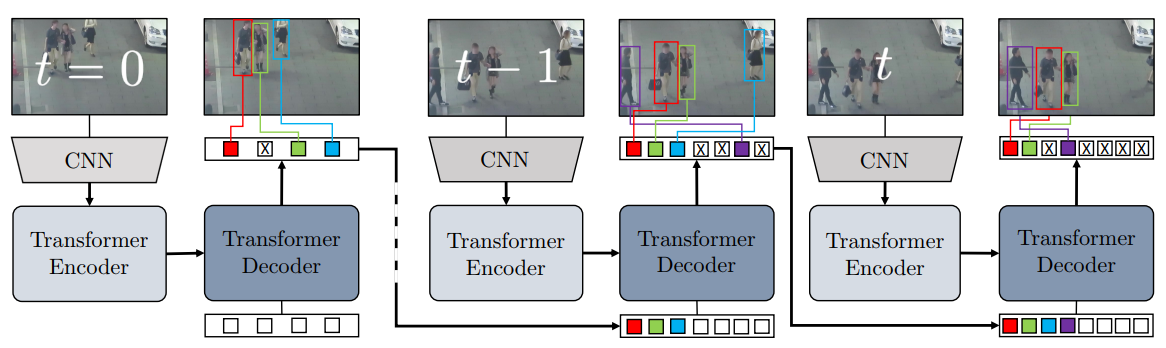 t = 0
t − 1
t
CNN
CNN
CNN
X
X X X
X X X X X
Transformer
Encoder
Transformer
Decoder
Transformer
Encoder
Transformer
Decoder
Transformer
Encoder
Transformer
Decoder